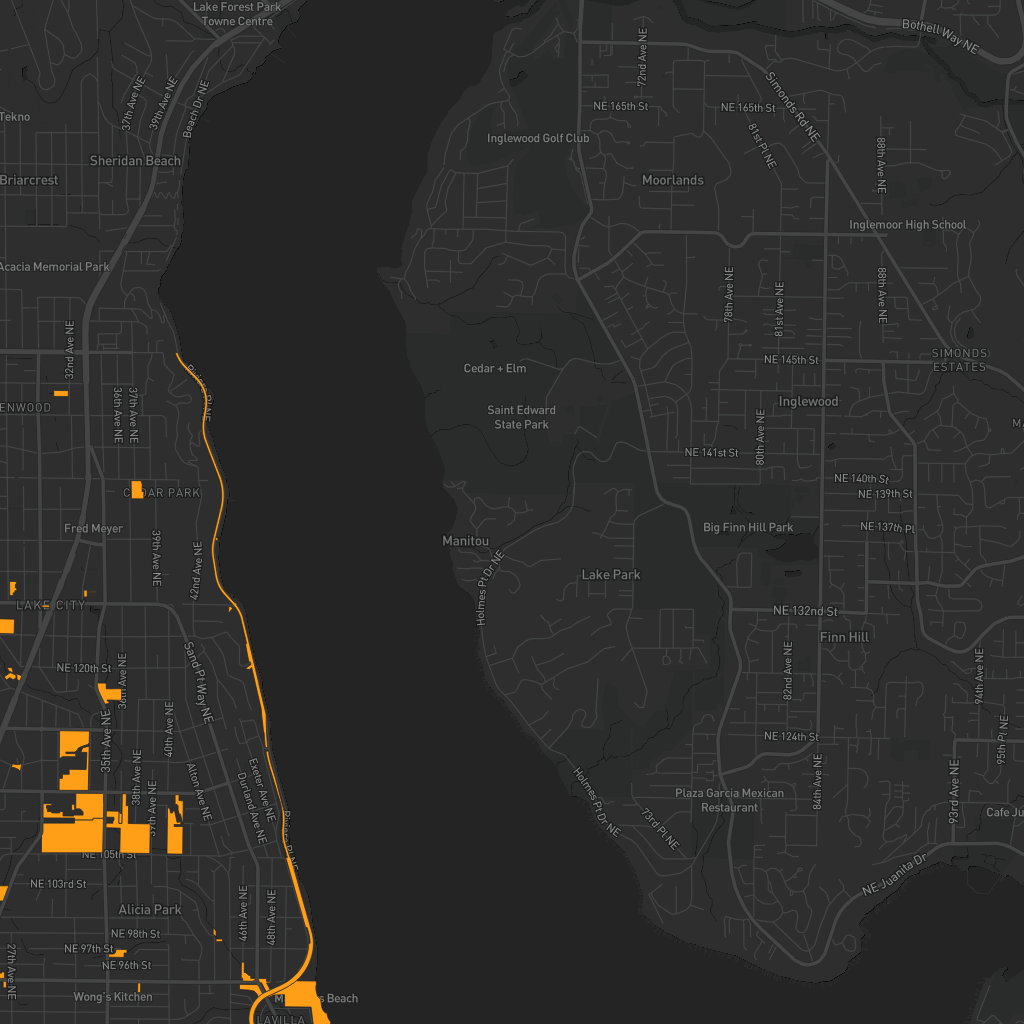 Lake Forest Park
Towne Centre
Bothell Way NE
72nd Ave NE
37th Ave NE
39th Ave NE
Beach Dr NE
Simonds Rd NE
NE 165th St
NE 165th St
Tekno
Inglewood Golf Club
81st Pl NE
88th Ave NE
Sheridan Beach
Briarcrest
Moorlands
Inglemoor High School
Acacia Memorial Park
78th Ave NE
81st Ave NE
88th Ave NE
32nd Ave NE
NE 145th St
SIMONDS
ESTATES
Cedar + Elm
36th Ave NE
37th Ave NE
Inglewood
Saint Edward
State Park
80th Ave NE
NE 141st St
NE 140th St
NE 139th St
CEDAR PARK
Fred Meyer
Big Finn Hill Park
NE 137th Pl
39th Ave NE
42nd Ave NE
Manitou
Holmes Pt Dr NE
Lake Park
LAKE CITY
NE 132nd St
Finn Hill
NE 120th St
36th Ave NE
Sand Pt Way NE
82nd Ave NE
94th Ave NE
35th Ave NE
40th Ave NE
NE 124th St
95th Pl NE
38th Ave NE
37th Ave NE
Alton Ave NE
Exeter Ave NE
Durland Ave NE
Riviera Pl NE
Holmes Pt Dr NE
73rd Pl NE
Plaza Garcia Mexican
Restaurant
84th Ave NE
93rd Ave NE
NE 105th St
NE 103rd St
46th Ave NE
48th Ave NE
NE Juanita Dr
Alicia Park
NE 98th St
NE 97th St
NE 96th St
27th Ave NE
Wong's Kitchen
Beach
LAVILLA